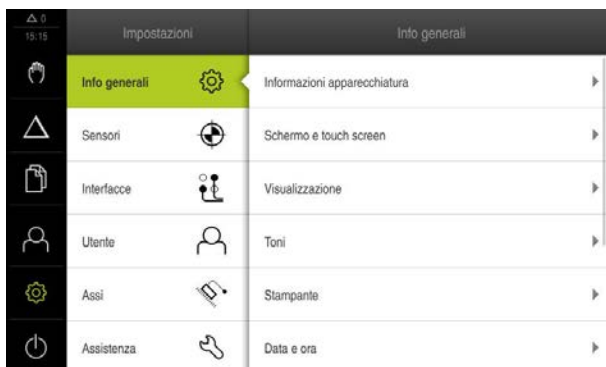 0
15:15
Impostazioni
Info generali
Info generali
Sensori
Interfacce
Utente
Assi
Assistenza
Informazioni apparecchiatura
Schermo e touch screen
Visualizzazione
Toni
Stampante
Data e ora